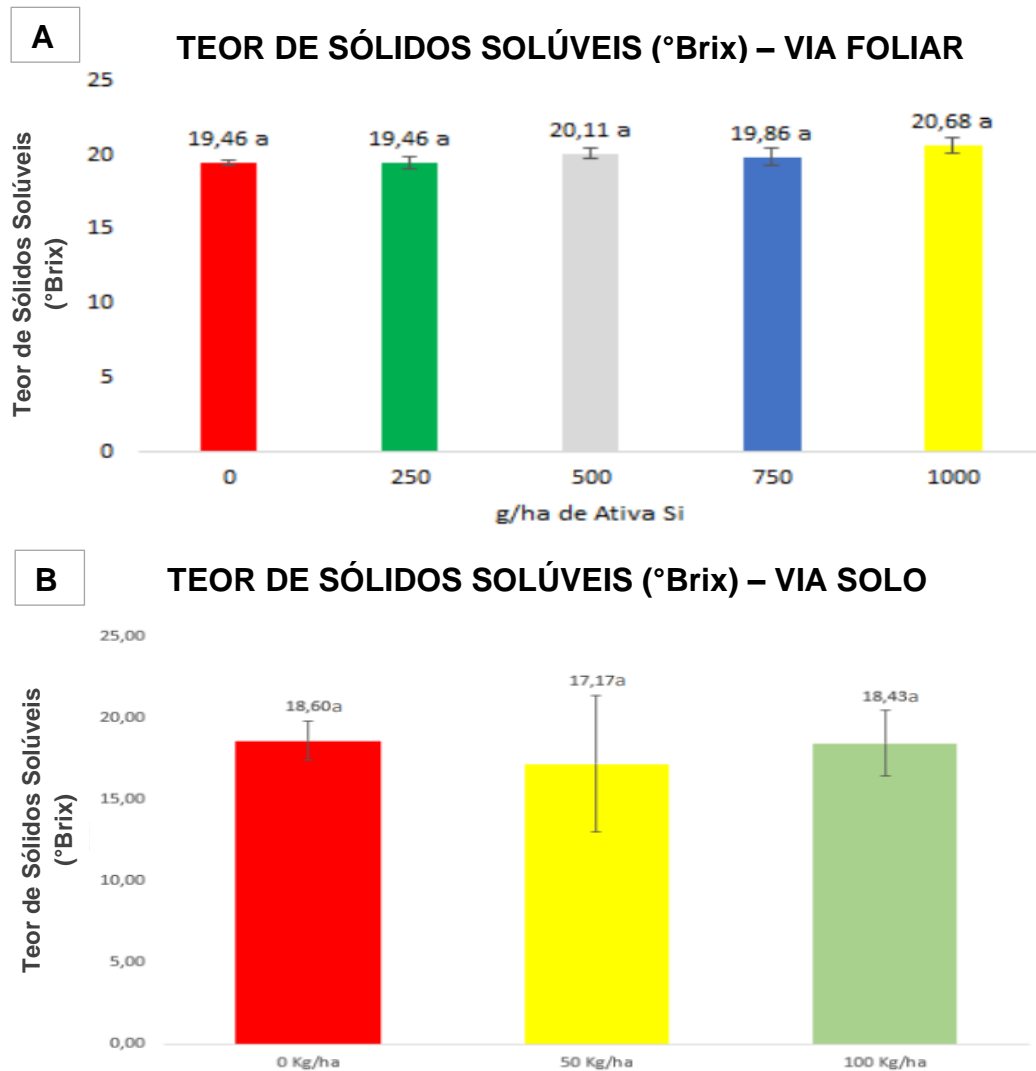 A
TEOR DE SÓLIDOS SOLÚVEIS (°Brix) – VIA FOLIAR
Teor de Sólidos Solúveis
(°Brix)
25
20
15
10
5
0
19,46 a
19,46 a
20,11 a
19,86 a
20,68 a
0
250
500
750
1000
g/ha de Ativa Si
B
TEOR DE SÓLIDOS SOLÚVEIS (°Brix) – VIA SOLO
Teor de Sólidos Solúveis
(°Brix)
25,00
20,00
15,00
10,00
5,00
0,00
18,60a
17,17a
18,43a
0 Kg/ha
50 Kg/ha
100 Kg/ha